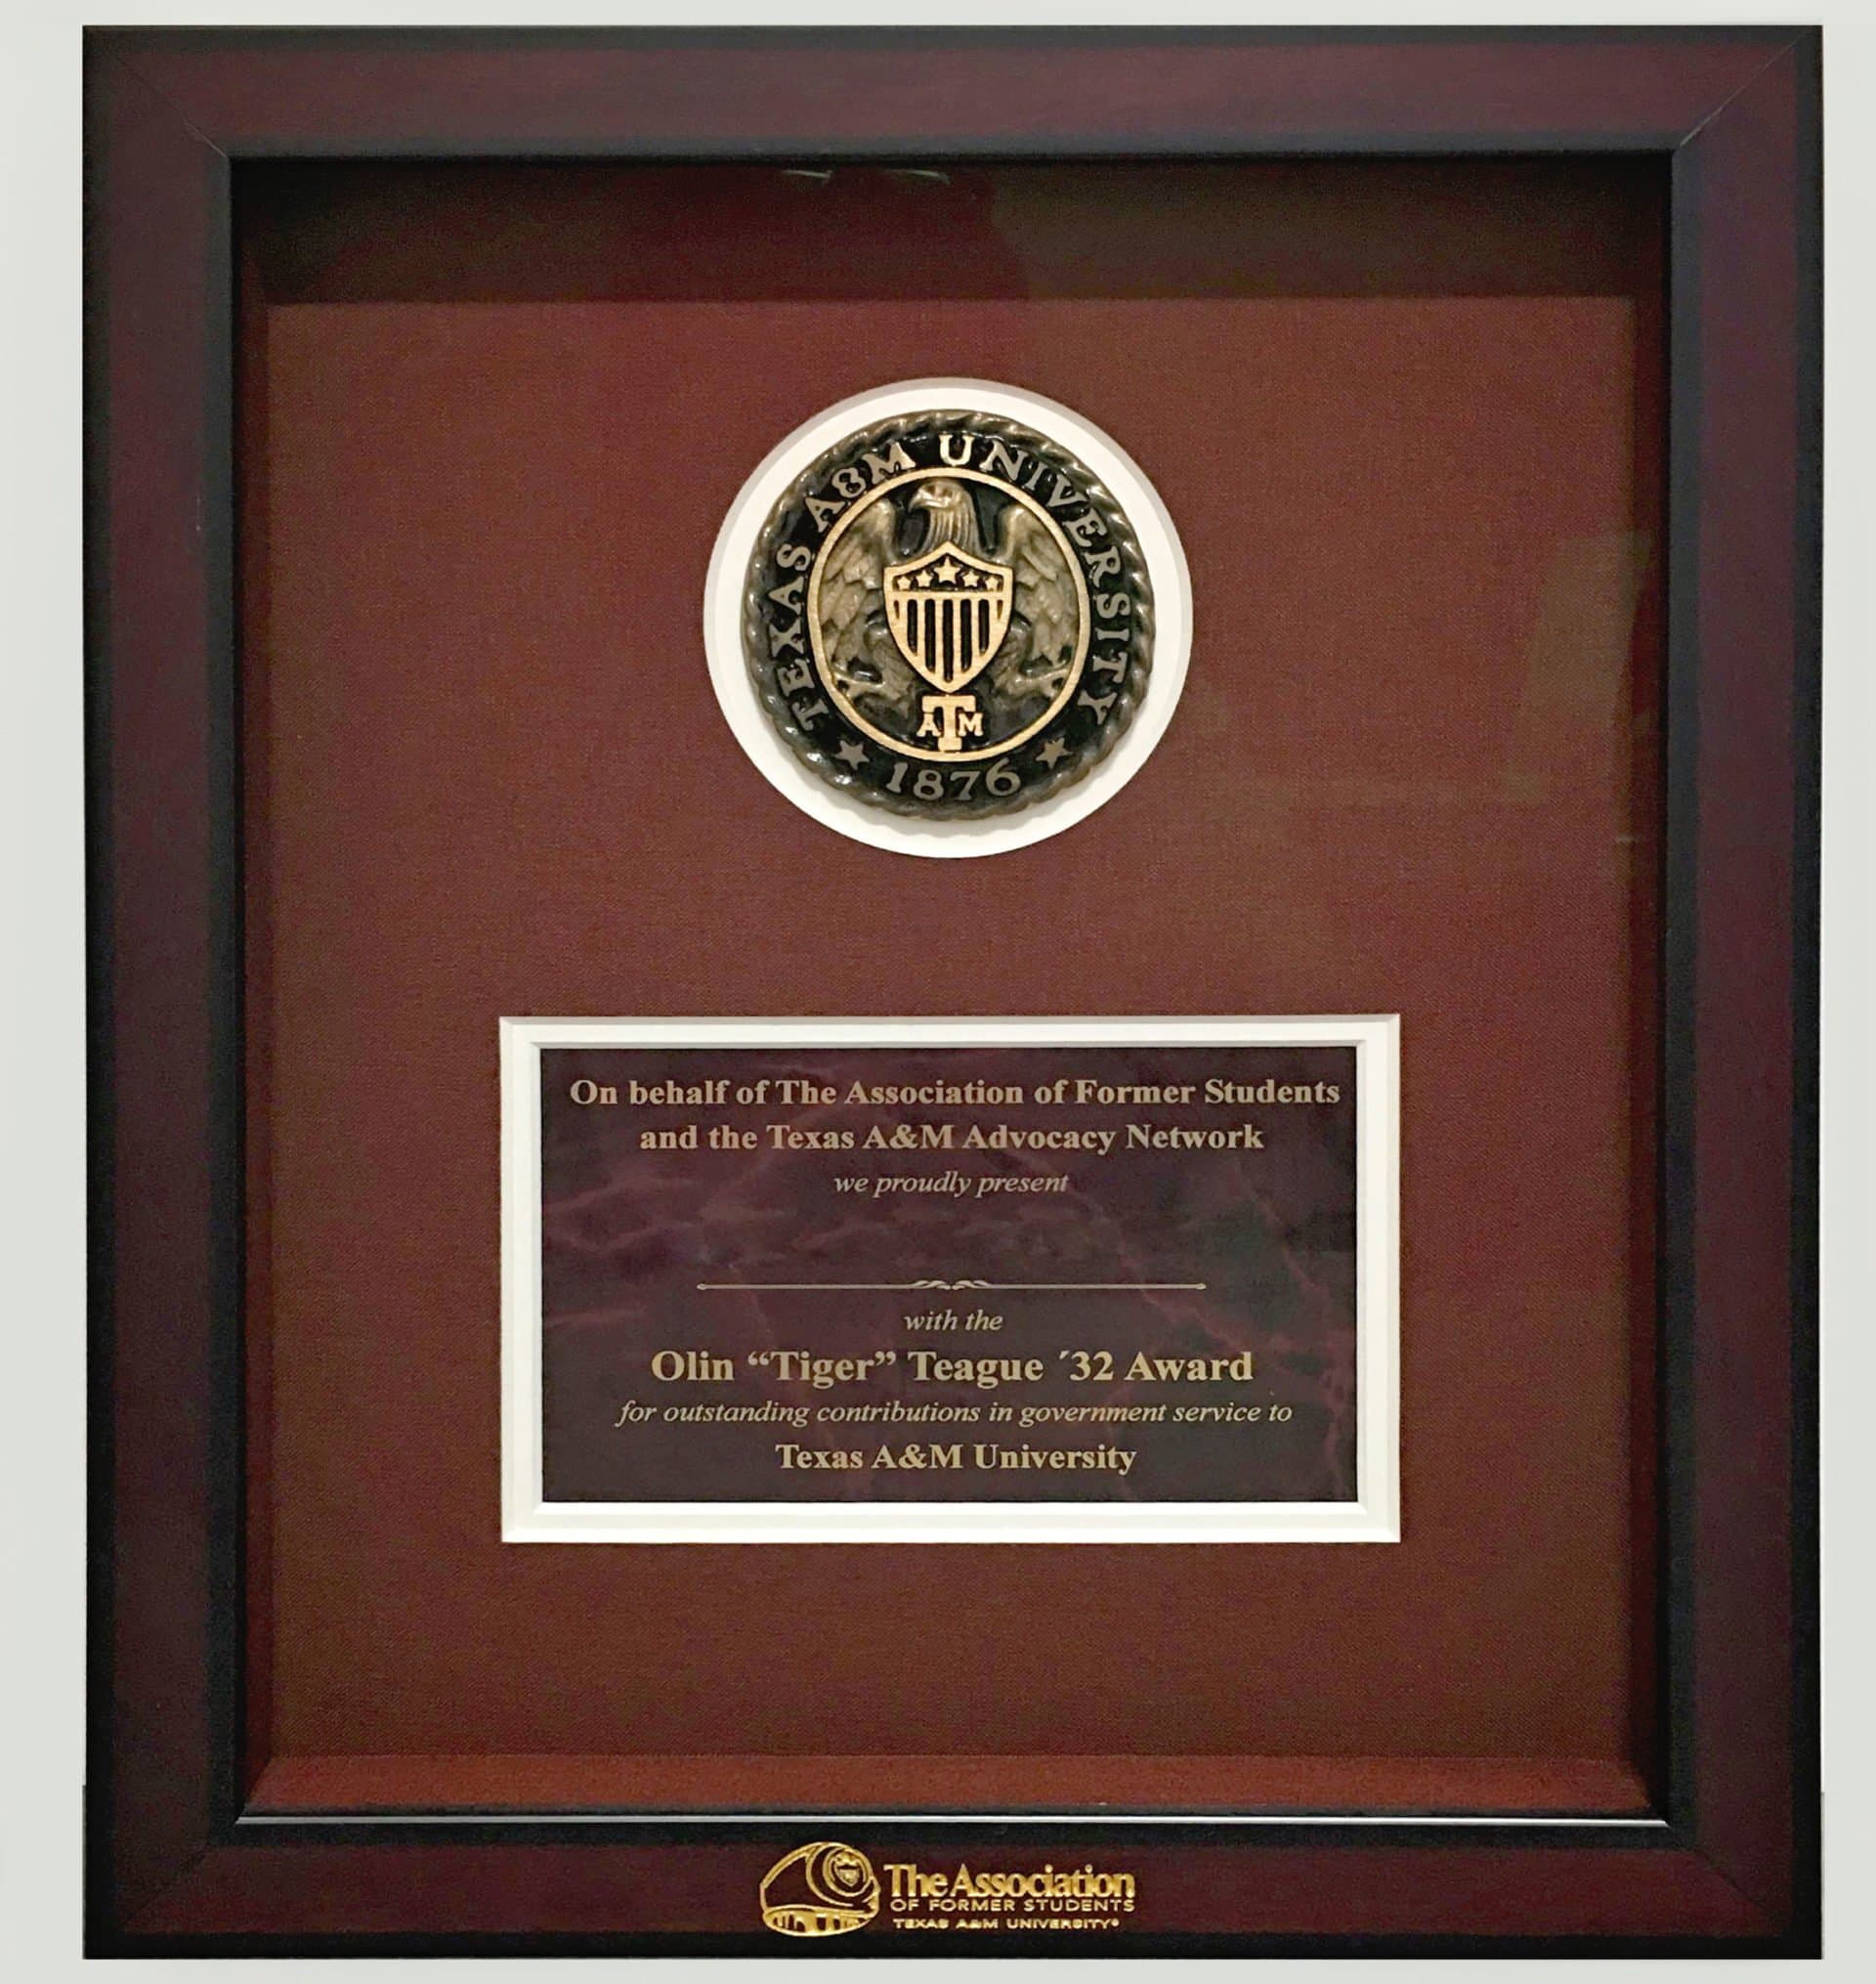 TEXAS A&M UNIVERSITY
ATM
★ 1876 ★
On behalf of The Association of Former Students
and the Texas A&M Advocacy Network
we proudly present
with the
Olin “Tiger” Teague ´32 Award
for outstanding contributions in government service to
Texas A&M University
The Association
OF FORMER STUDENTS
TEXAS A&M UNIVERSITY®